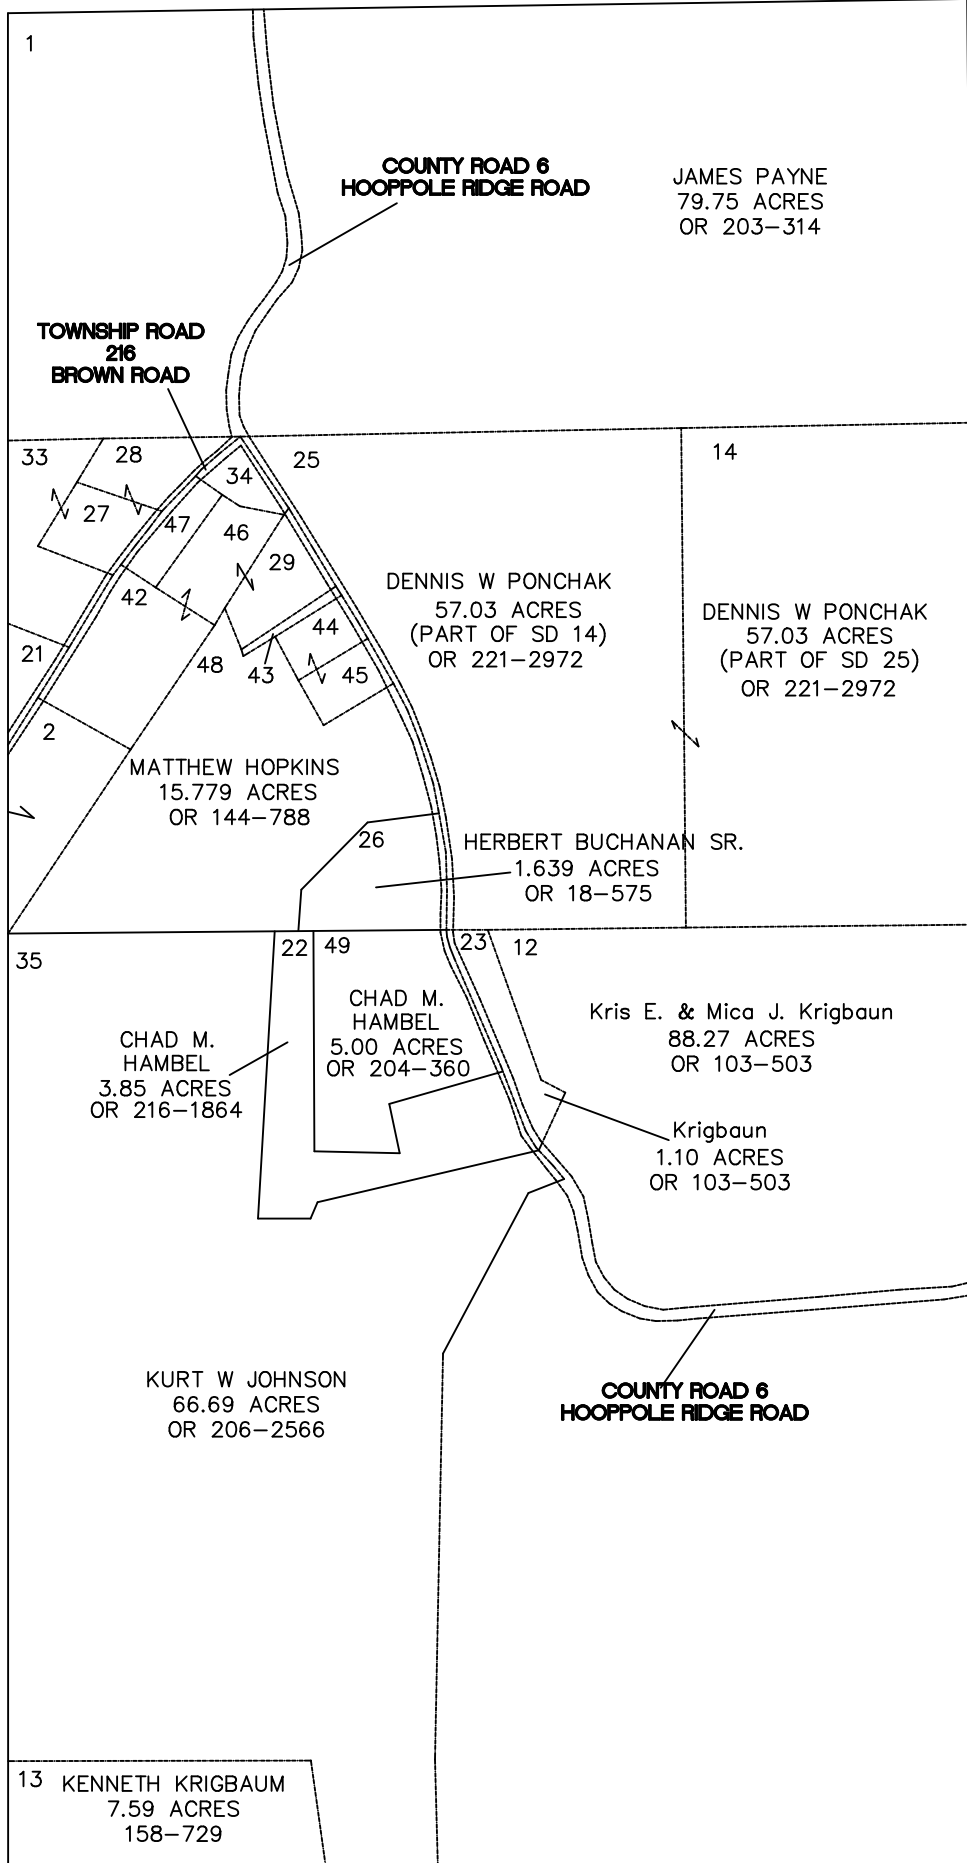 1
COUNTY ROAD 6
HOOPPOLE RIDGE ROAD
JAMES PAYNE
79.75 ACRES
OR 203-314
TOWNSHIP ROAD
216
BROWN ROAD
33
28
25
14
34
27
47
46
29
42
44
21
48
43
45
2
DENNIS W PONCHAK
57.03 ACRES
(PART OF SD 14)
OR 221-2972
DENNIS W PONCHAK
57.03 ACRES
(PART OF SD 25)
OR 221-2972
MATTHEW HOPKINS
15.779 ACRES
OR 144-788
26
HERBERT BUCHANAN SR.
1.639 ACRES
OR 18-575
35
22
49
23
12
CHAD M.
HAMBEL
5.00 ACRES
OR 204-360
CHAD M.
HAMBEL
3.85 ACRES
OR 216-1864
Kris E. & Mica J. Krigbaun
88.27 ACRES
OR 103-503
Krigbaun
1.10 ACRES
OR 103-503
KURT W JOHNSON
66.69 ACRES
OR 206-2566
COUNTY ROAD 6
HOOPPOLE RIDGE ROAD
13
KENNETH KRIGBAUM
7.59 ACRES
158-729